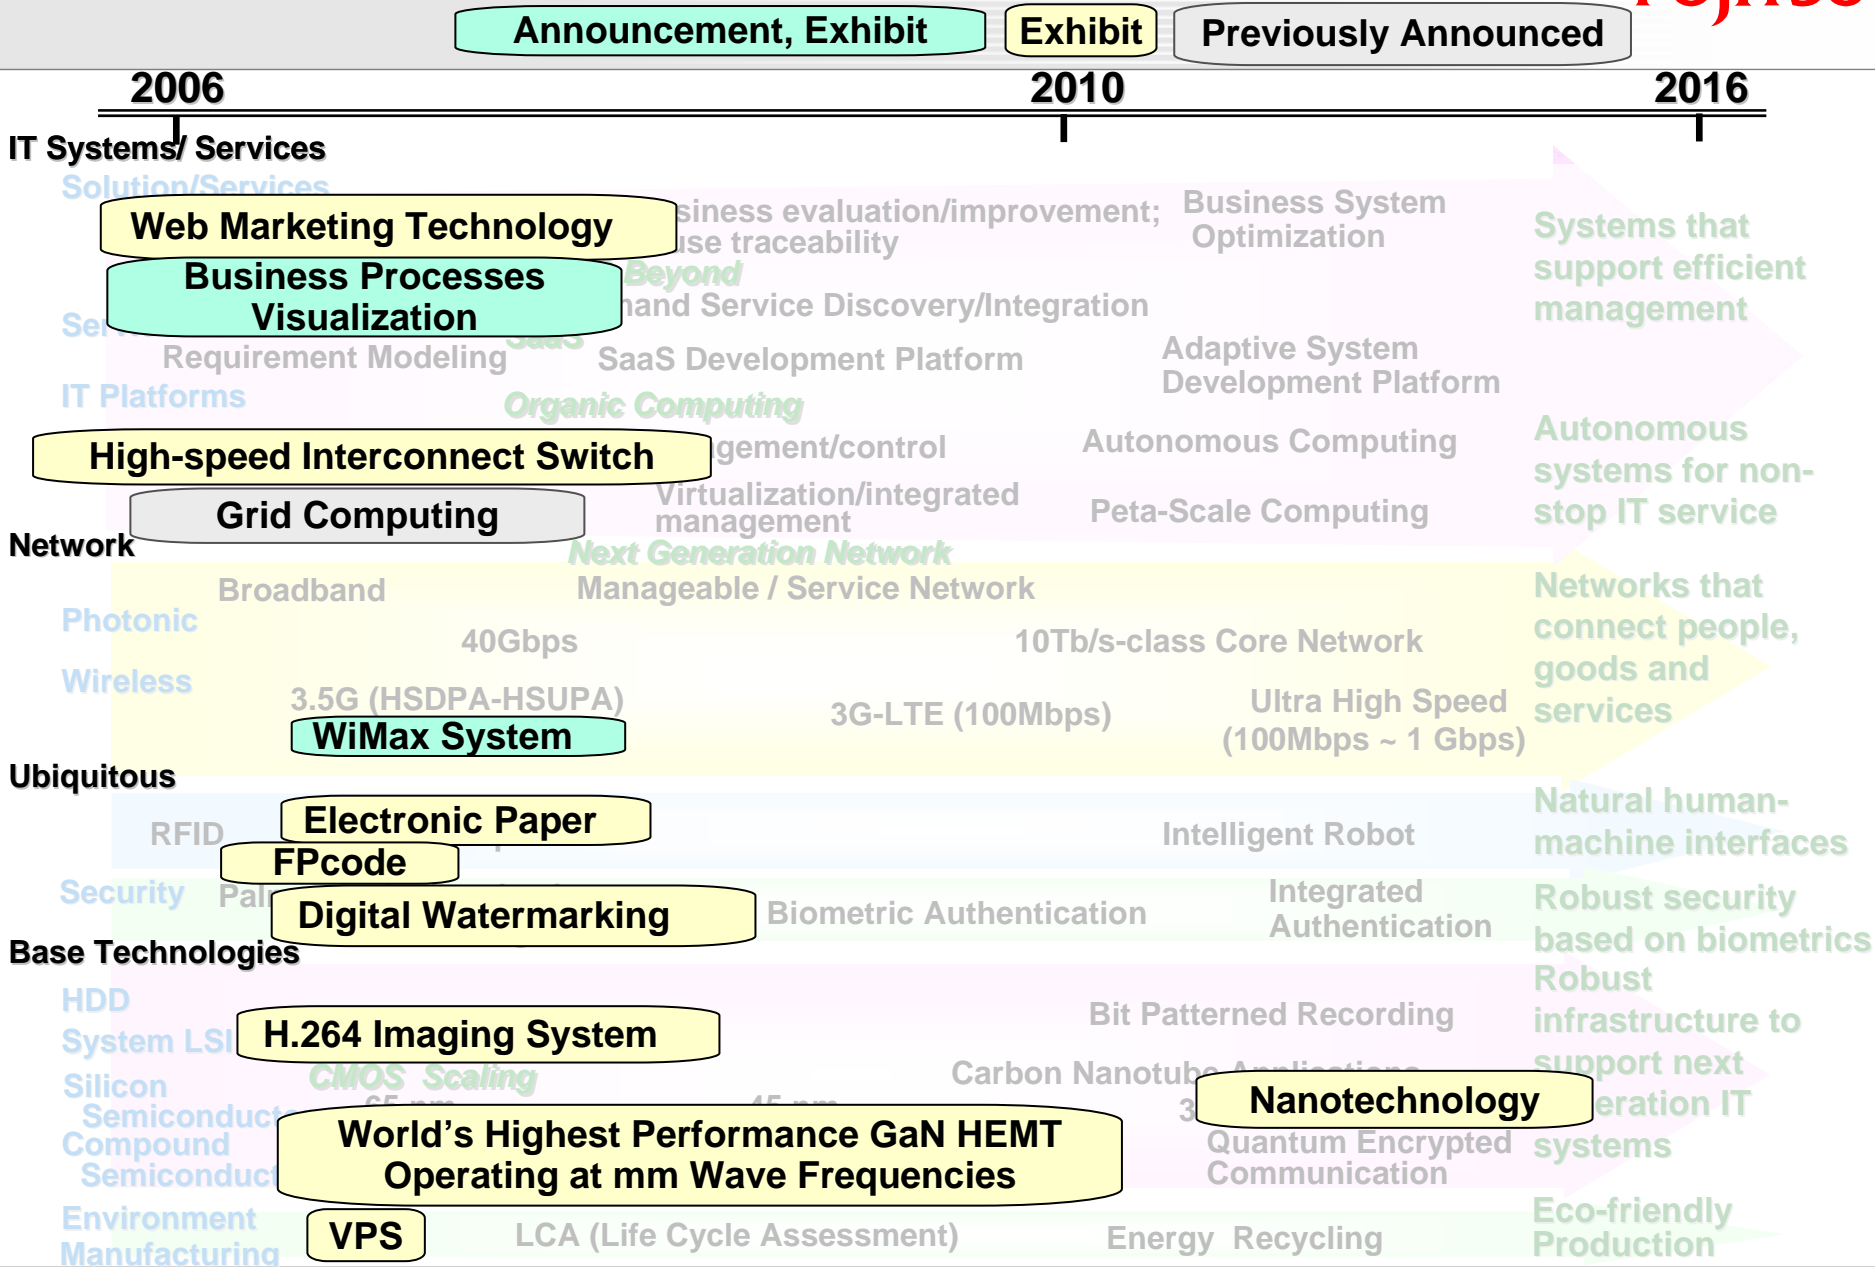 Announcement, Exhibit
Exhibit
Previously Announced
2006
2010
2016
IT Systems/ Services
Solution/Services
Web Marketing Technology
evaluation/improvement;
traceability
Business System
Optimization
Systems that
support efficient
management
Business Processes
Visualization
Beyond
Service Discovery/Integration
SaaS
Requirement Modeling
SaaS Development Platform
Adaptive System
Development Platform
IT Platforms
Organic Computing
High-speed Interconnect Switch
Autonomous Computing
Autonomous
systems for non-
stop IT service
Grid Computing
Virtualization/integrated
management
Peta-Scale Computing
Network
Next Generation Network
Broadband
Manageable / Service Network
Networks that
connect people,
goods and
services
Photonic
40Gbps
10Tb/s-class Core Network
Wireless
3.5G (HSDPA-HSUPA)
3G-LTE (100Mbps)
Ultra High Speed
(100Mbps ~ 1 Gbps)
WiMax System
Ubiquitous
RFID
Electronic Paper
Intelligent Robot
Natural human-
machine interfaces
FPcode
Security
Digital Watermarking
Biometric Authentication
Integrated
Authentication
Robust security
based on biometrics
Base Technologies
HDD
Bit Patterned Recording
Robust
infrastructure to
support next
IT
systems
System LSI
H.264 Imaging System
CMOS Scaling
Carbon Nanotube Applications
Nanotechnology
Silicon
65 nm
45 nm
Compound
World's Highest Performance GaN HEMT
Operating at mm Wave Frequencies
Quantum Encrypted
Communication
Environment
Manufacturing
VPS
LCA (Life Cycle Assessment)
Energy Recycling
Eco-friendly
Production